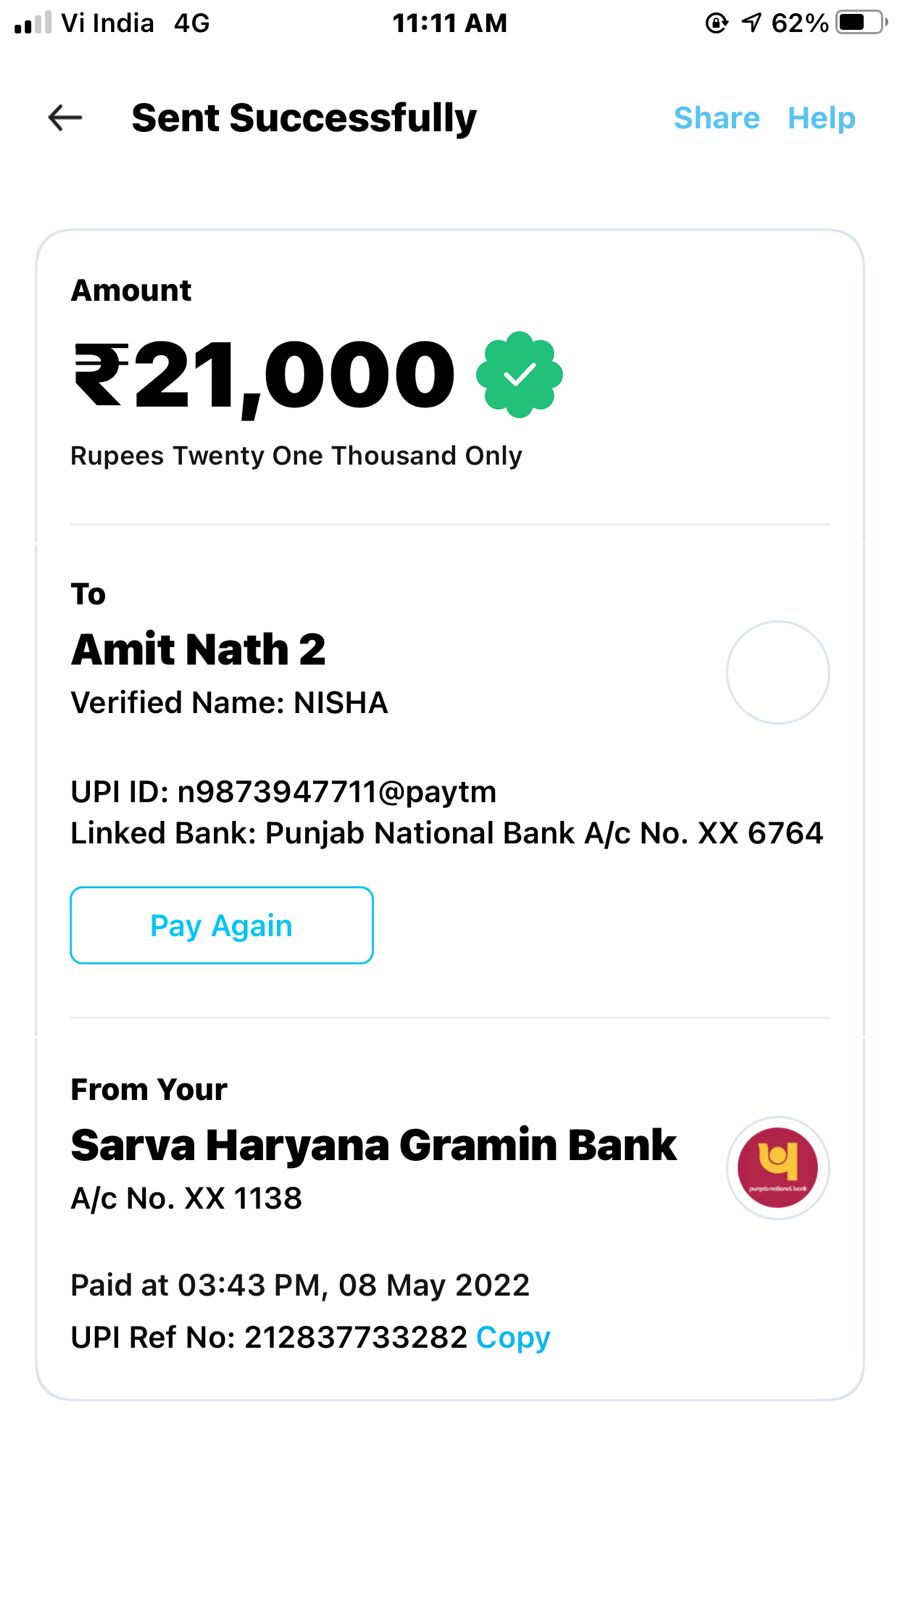 Vi India 4G 11:11 AM 62%
Sent Successfully Share Help
Amount
₹21,000
Rupees Twenty One Thousand Only
To
Amit Nath 2
Verified Name: NISHA
UPI ID: n9873947711@paytm
Linked Bank: Punjab National Bank A/c No. XX 6764
Pay Again
From Your
Sarva Haryana Gramin Bank
A/c No. XX 1138
punjab national bank
Paid at 03:43 PM, 08 May 2022
UPI Ref No: 212837733282 Copy